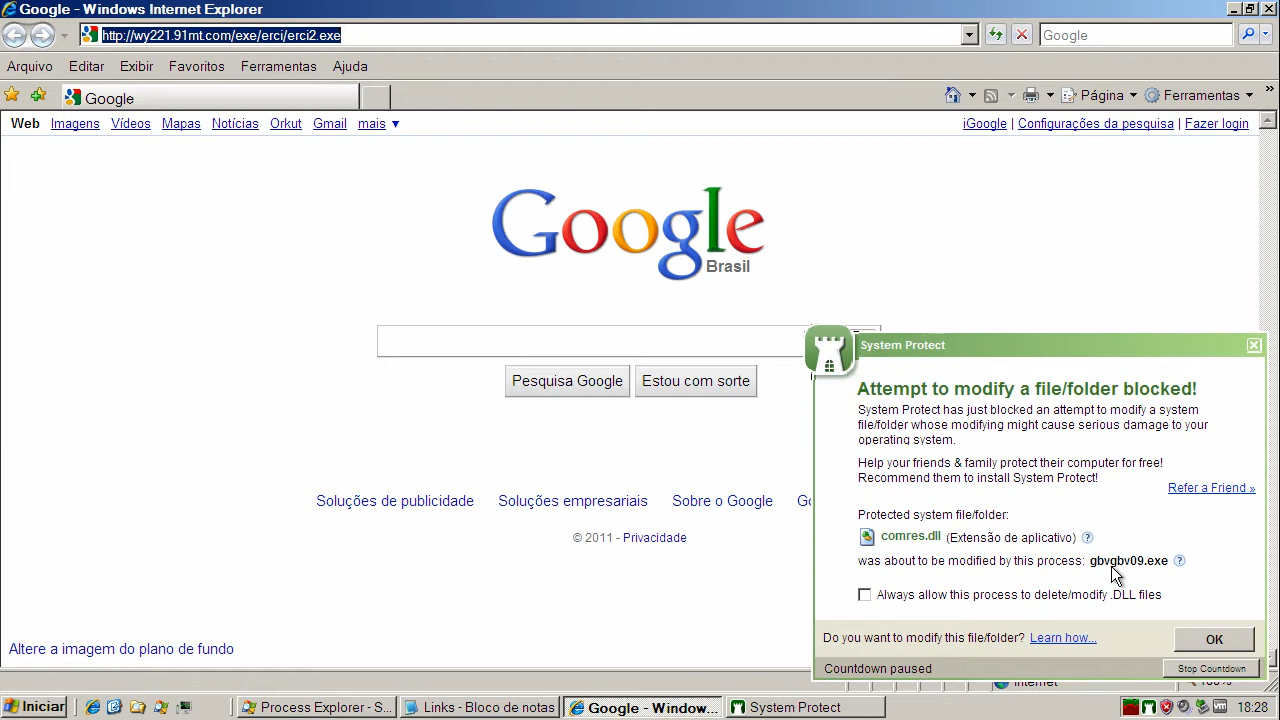 Google - Windows Internet Explorer
http://wy221.91mt.com/exe/erci/erci2.exe
Google
Arquivo Editar Exibir Favoritos Ferramentas Ajuda
Google
Página Ferramentas »
Web Imagens Vídeos Mapas Notícias Orkut Gmail mais ▼
iGoogle | Configurações da pesquisa | Fazer login
Google
Brasil
Pesquisa Google Estou com sorte
Soluções de publicidade Soluções empresariais Sobre o Google
© 2011 - Privacidade
Altere a imagem do plano de fundo
System Protect
Attempt to modify a file/folder blocked!
System Protect has just blocked an attempt to modify a system
file/folder whose modifying might cause serious damage to your
operating system.
Help your friends & family protect their computer for free!
Recommend them to install System Protect!
Refer a Friend »
Protected system file/folder:
comres.dll (Extensão de aplicativo) ?
was about to be modified by this process: gbvgbv09.exe ?
Always allow this process to delete/modify .DLL files
Do you want to modify this file/folder? Learn how...
OK
Countdown paused
Stop Countdown
Internet
100%
Iniciar
Process Explorer - S...
Links - Bloco de notas
Google - Window...
System Protect
18:28